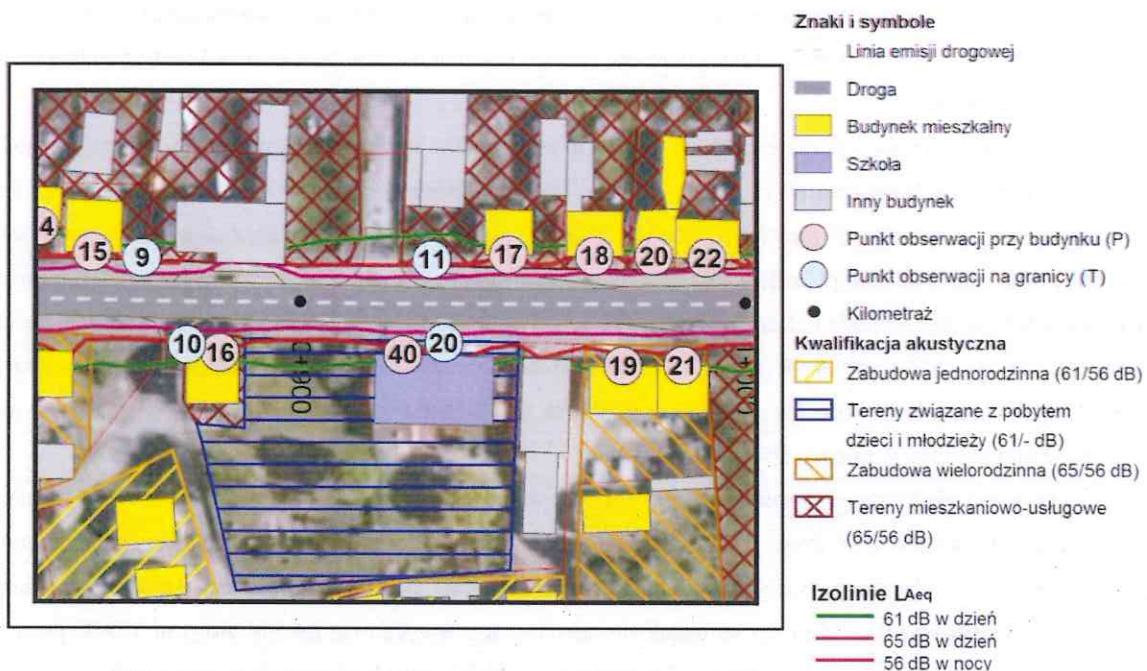 Znaki i symbole
Linia emisji drogowej
Droga
Budynek mieszkalny
Szkoła
Inny budynek
Punkt obserwacji przy budynku (P)
Punkt obserwacji na granicy (T)
Kilometraż
Kwalifikacja akustyczna
Zabudowa jednorodzinna (61/56 dB)
Tereny związane z pobytem
dzieci i młodzieży (61/- dB)
Zabudowa wielorodzinna (65/56 dB)
Tereny mieszkaniowo-usługowe
(65/56 dB)
Izolinie LAeq
61 dB w dzień
65 dB w dzień
56 dB w nocy
4
15
9
11
17
18
20
22
10
16
40
20
19
21
0+900